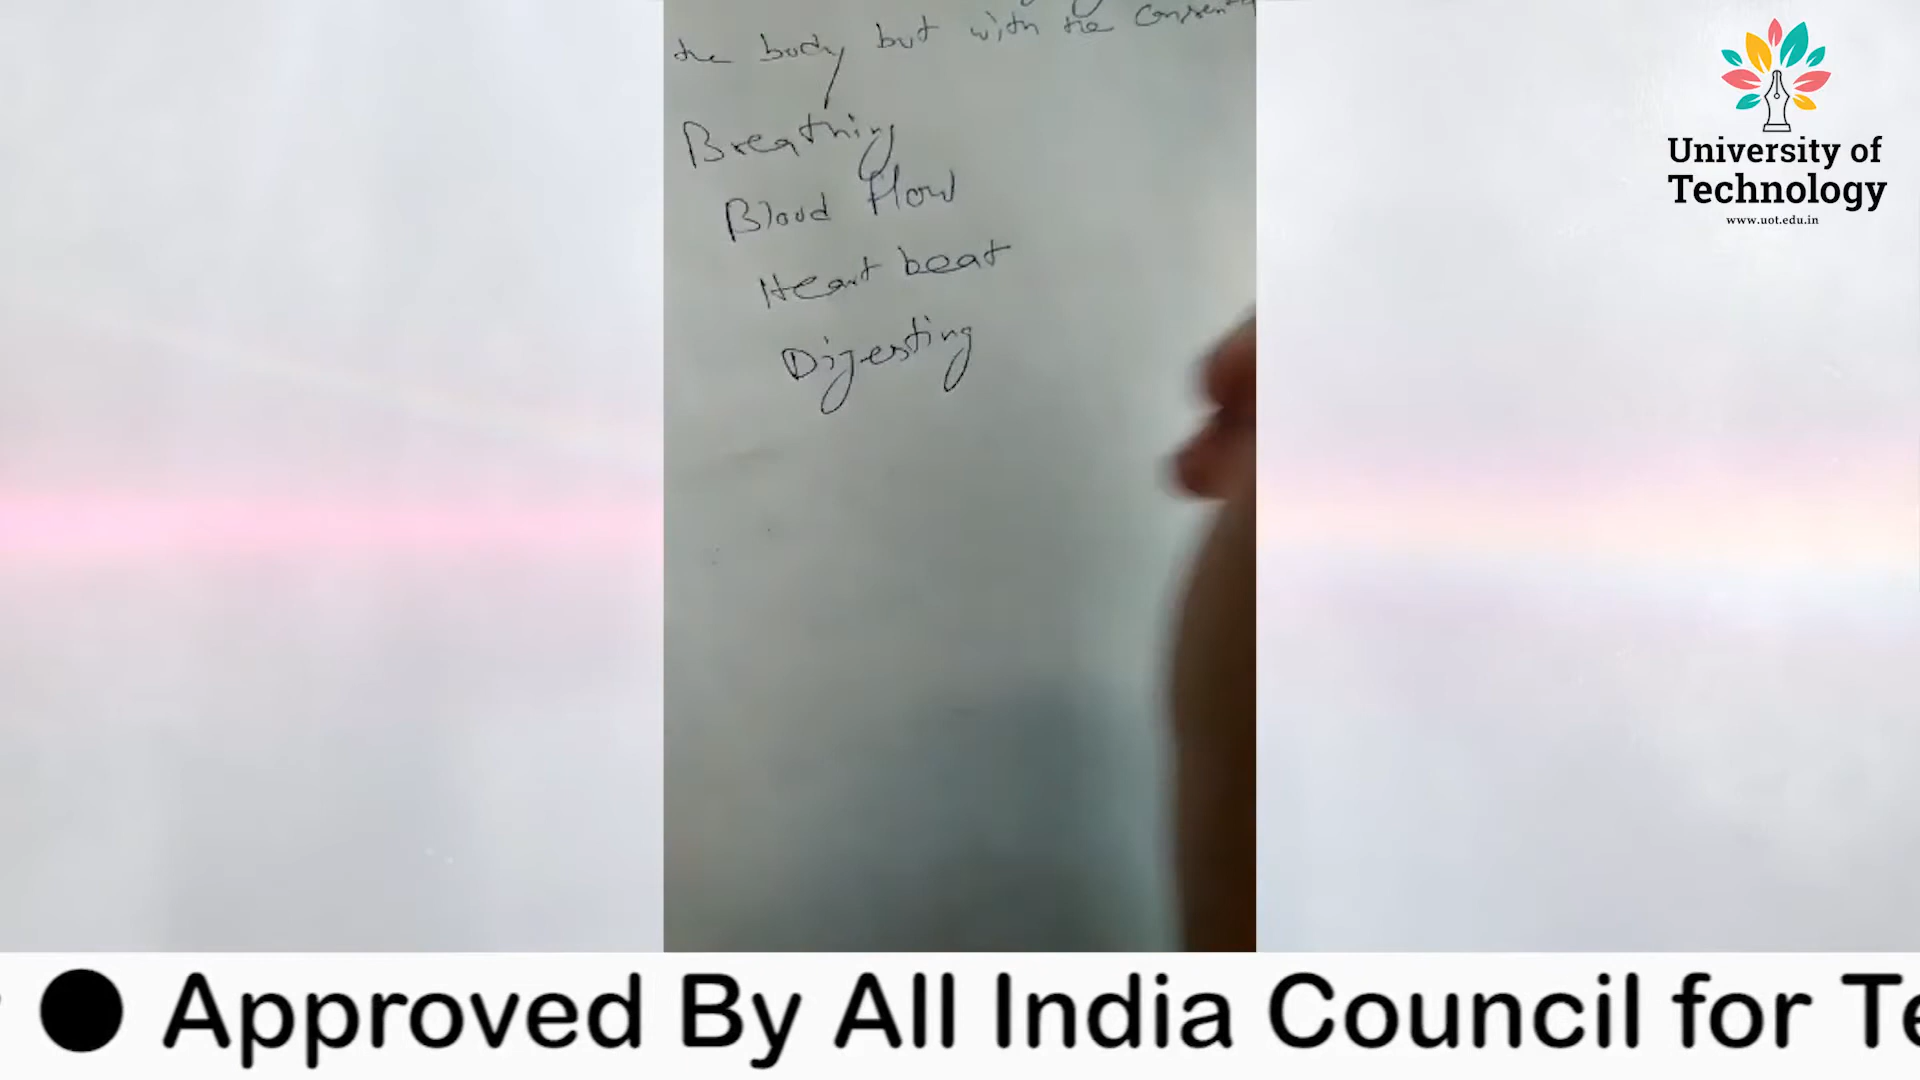 the body but with the
Breathing
Blood Flow
Heart beat
Digesting
University of
Technology
www.uot.edu.in
Approved By All India Council for Te